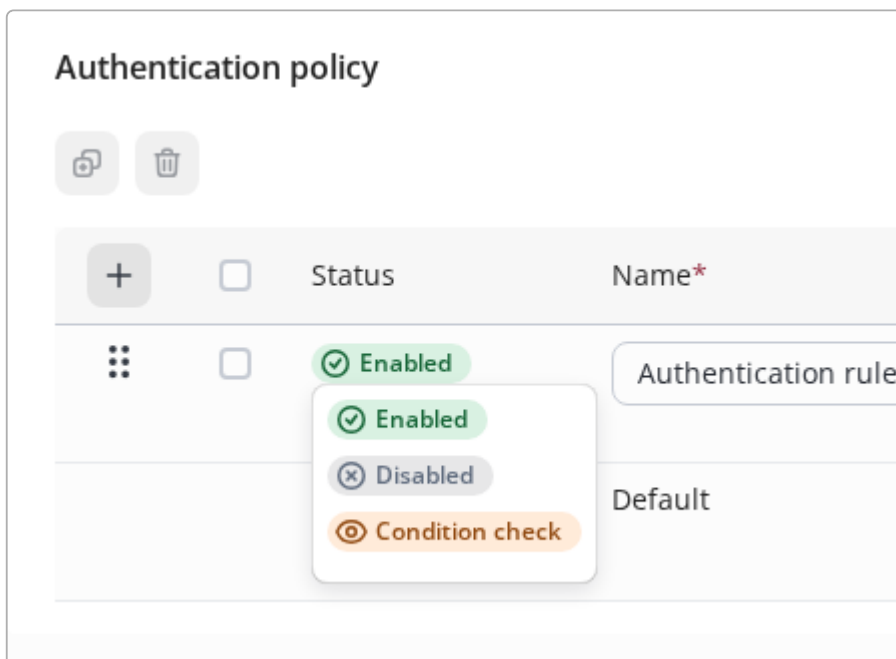 Authentication policy
Status Name*
Enabled Authentication rule
Enabled
Disabled
Default
Condition check